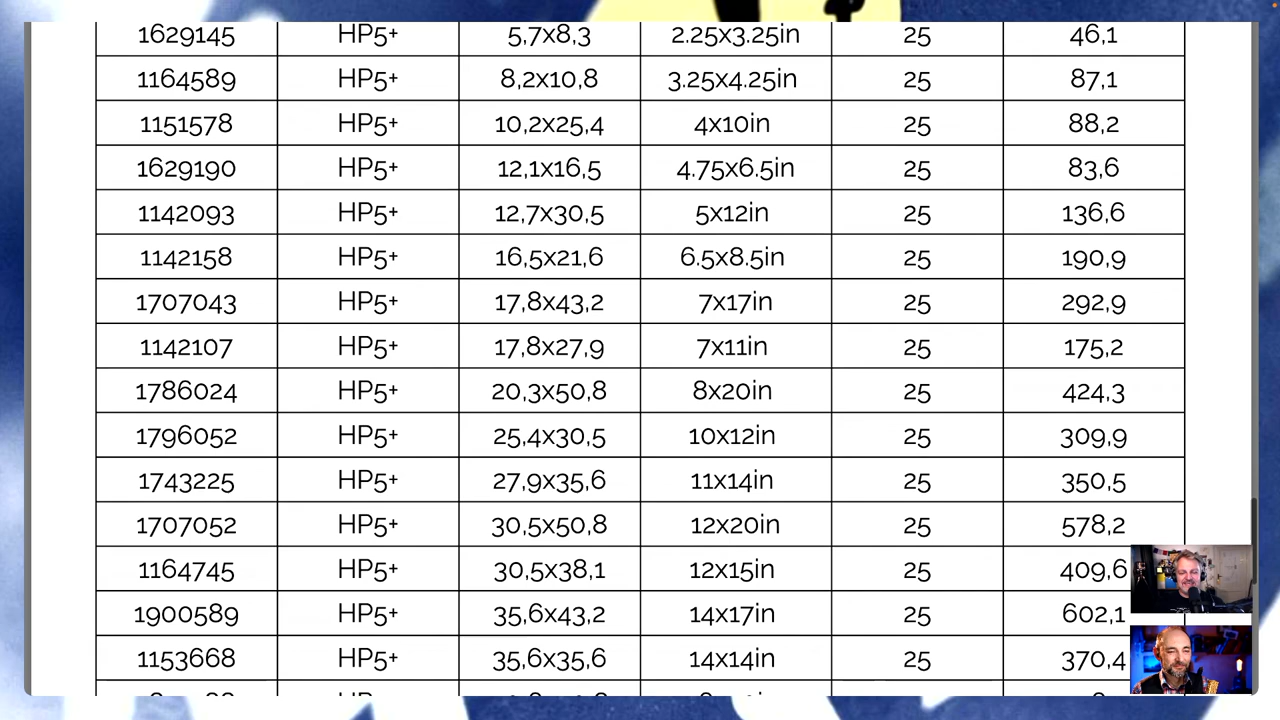 1629145 HP5+ 5,7x8,3 2.25x3.25in 25 46,1
1164589 HP5+ 8,2x10,8 3.25x4.25in 25 87,1
1151578 HP5+ 10,2x25,4 4x10in 25 88,2
1629190 HP5+ 12,1x16,5 4.75x6.5in 25 83,6
1142093 HP5+ 12,7x30,5 5x12in 25 136,6
1142158 HP5+ 16,5x21,6 6.5x8.5in 25 190,9
1707043 HP5+ 17,8x43,2 7x17in 25 292,9
1142107 HP5+ 17,8x27,9 7x11in 25 175,2
1786024 HP5+ 20,3x50,8 8x20in 25 424,3
1796052 HP5+ 25,4x30,5 10x12in 25 309,9
1743225 HP5+ 27,9x35,6 11x14in 25 350,5
1707052 HP5+ 30,5x50,8 12x20in 25 578,2
1164745 HP5+ 30,5x38,1 12x15in 25 409,6
1900589 HP5+ 35,6x43,2 14x17in 25 602,1
1153668 HP5+ 35,6x35,6 14x14in 25 370,4